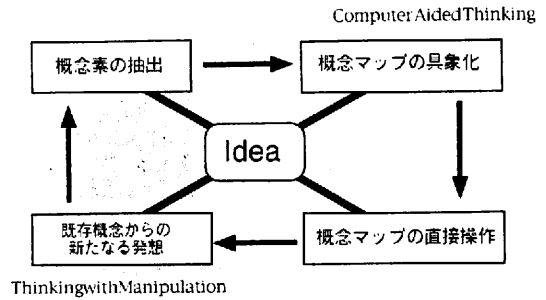 ComputerAidedThinking
概念素の抽出
概念マップの具象化
Idea
既存概念からの
新たなる発想
概念マップの直接操作
ThinkingwithManipulation